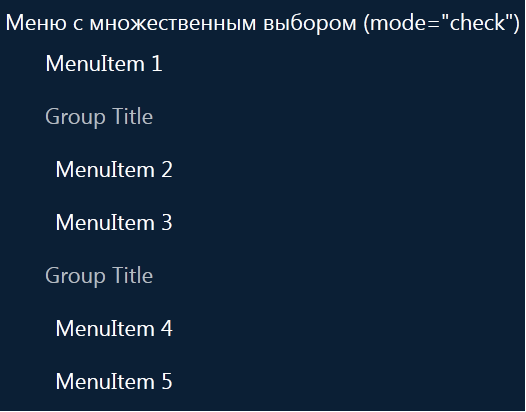 Меню с множественным выбором (mode="check")
MenuItem 1
Group Title
MenuItem 2
MenuItem 3
Group Title
MenuItem 4
MenuItem 5